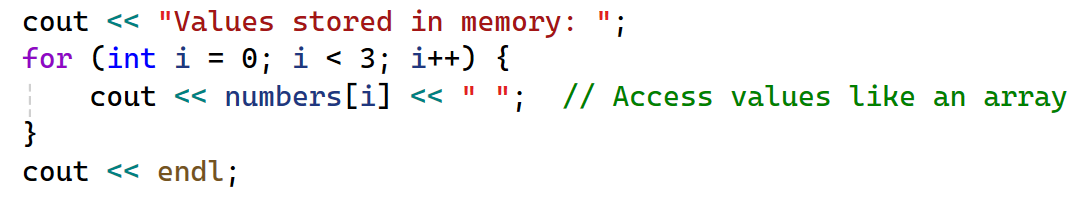 cout << "Values stored in memory: ";
for (int i = 0; i < 3; i++) {
    cout << numbers[i] << " ";  // Access values like an array
}
cout << endl;